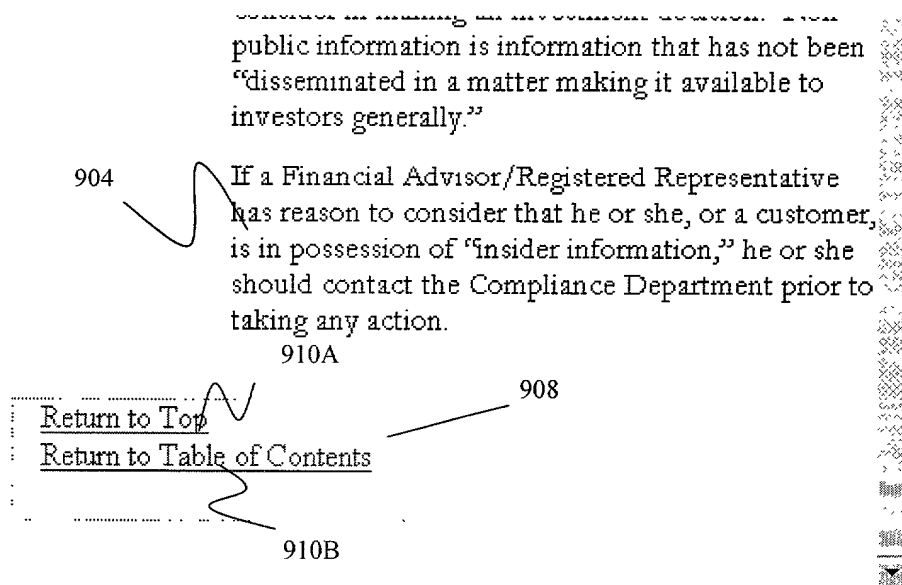 public information is information that has not been
“disseminated in a matter making it available to
investors generally.”
904
If a Financial Advisor/Registered Representative
has reason to consider that he or she, or a customer,
is in possession of “insider information,” he or she
should contact the Compliance Department prior to
taking any action.
910A
908
Return to Top
Return to Table of Contents
910B